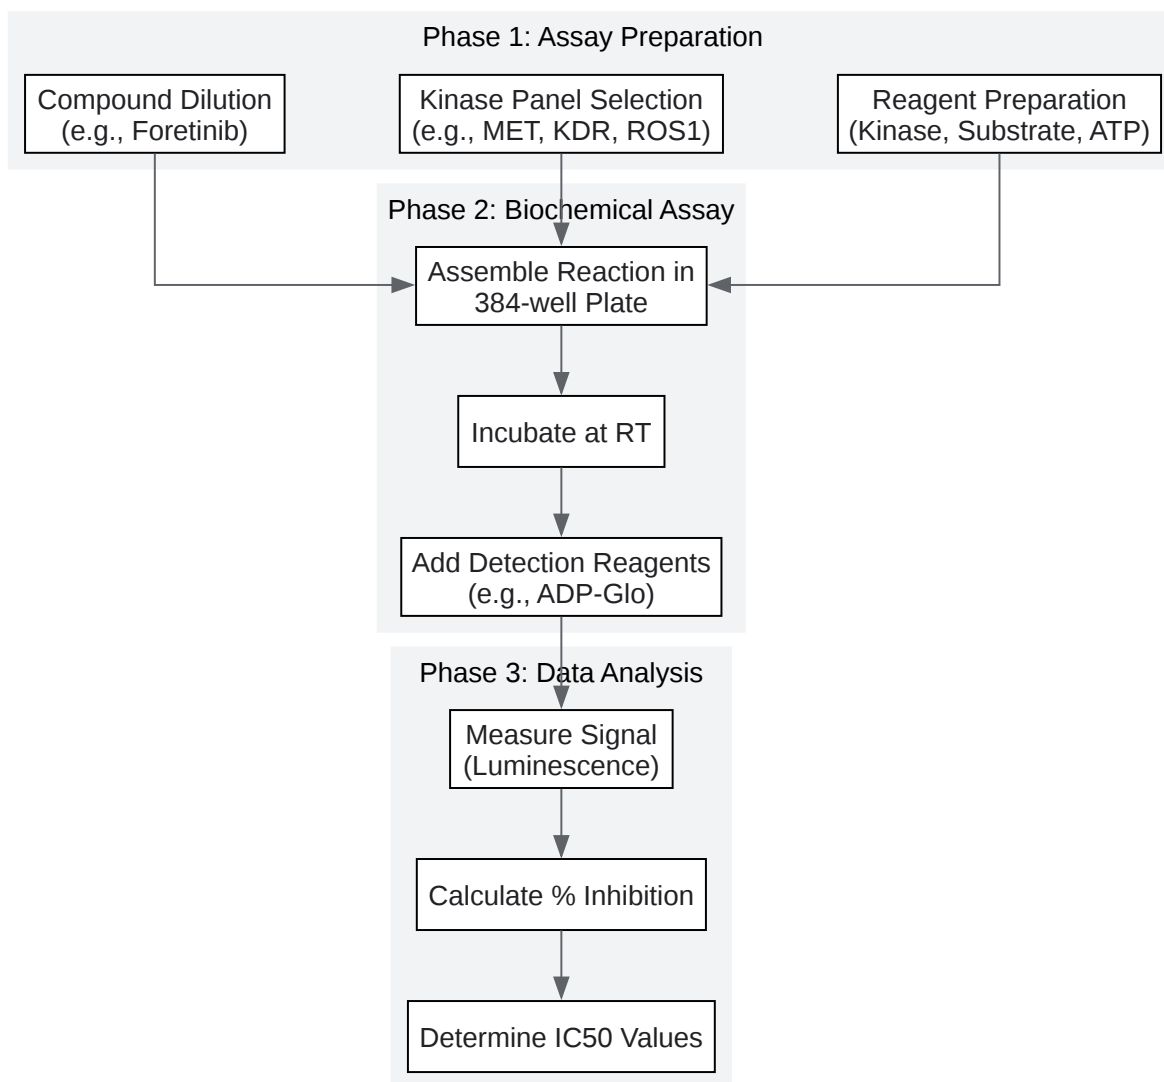 Phase 1: Assay Preparation
Compound Dilution
(e.g., Foretinib)
Kinase Panel Selection
(e.g., MET, KDR, ROS1)
Reagent Preparation
(Kinase, Substrate, ATP)
Phase 2: Biochemical Assay
Assemble Reaction in
384-well Plate
Incubate at RT
Add Detection Reagents
(e.g., ADP-Glo)
Phase 3: Data Analysis
Measure Signal
(Luminescence)
Calculate % Inhibition
Determine IC50 Values